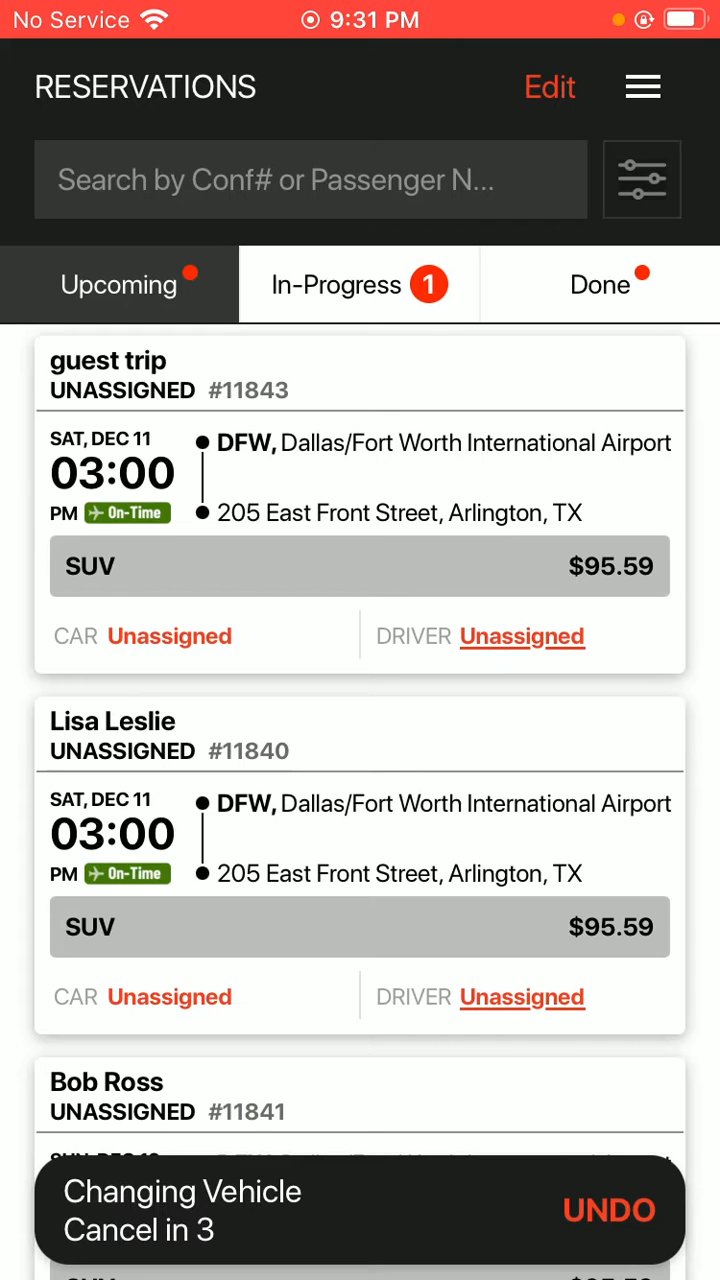 No Service 9:31 PM
RESERVATIONS Edit
Search by Conf# or Passenger N...
Upcoming In-Progress 1 Done
guest trip
UNASSIGNED #11843
SAT, DEC 11
03:00
PM On-Time
DFW, Dallas/Fort Worth International Airport
205 East Front Street, Arlington, TX
SUV $95.59
CAR Unassigned DRIVER Unassigned
Lisa Leslie
UNASSIGNED #11840
SAT, DEC 11
03:00
PM On-Time
DFW, Dallas/Fort Worth International Airport
205 East Front Street, Arlington, TX
SUV $95.59
CAR Unassigned DRIVER Unassigned
Bob Ross
UNASSIGNED #11841
Changing Vehicle
Cancel in 3
UNDO